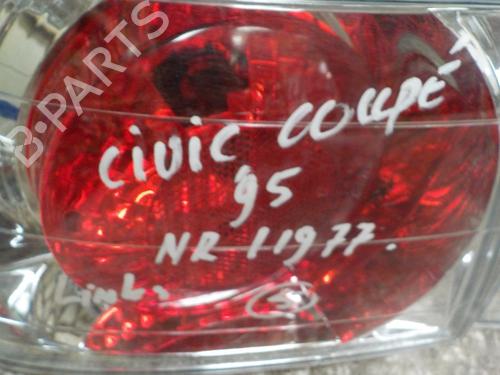 B-PARTS
CIVIC COUPÉ
95
NR 11977.
Links